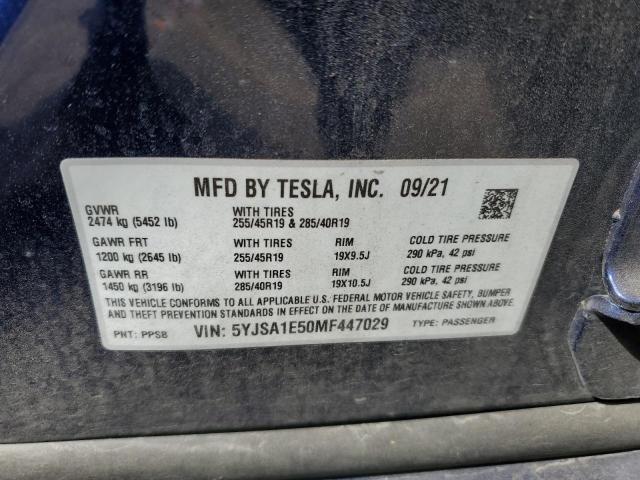 MFD BY TESLA, INC. 09/21
GVWR WITH TIRES
2474 kg (5452 lb) 255/45R19 & 285/40R19
GAWR FRT WITH TIRES RIM COLD TIRE PRESSURE
1200 kg (2645 lb) 255/45R19 19X9.5J 290 kPa, 42 psi
GAWR RR WITH TIRES RIM COLD TIRE PRESSURE
1450 kg (3196 lb) 285/40R19 19X10.5J 290 kPa, 42 psi
THIS VEHICLE CONFORMS TO ALL APPLICABLE U.S. FEDERAL MOTOR VEHICLE SAFETY, BUMPER
AND THEFT PREVENTION STANDARDS IN EFFECT ON THE DATE OF MANUFACTURE SHOWN ABOVE.
PNT: PPSB VIN: 5YJSA1E50MF447029 TYPE: PASSENGER